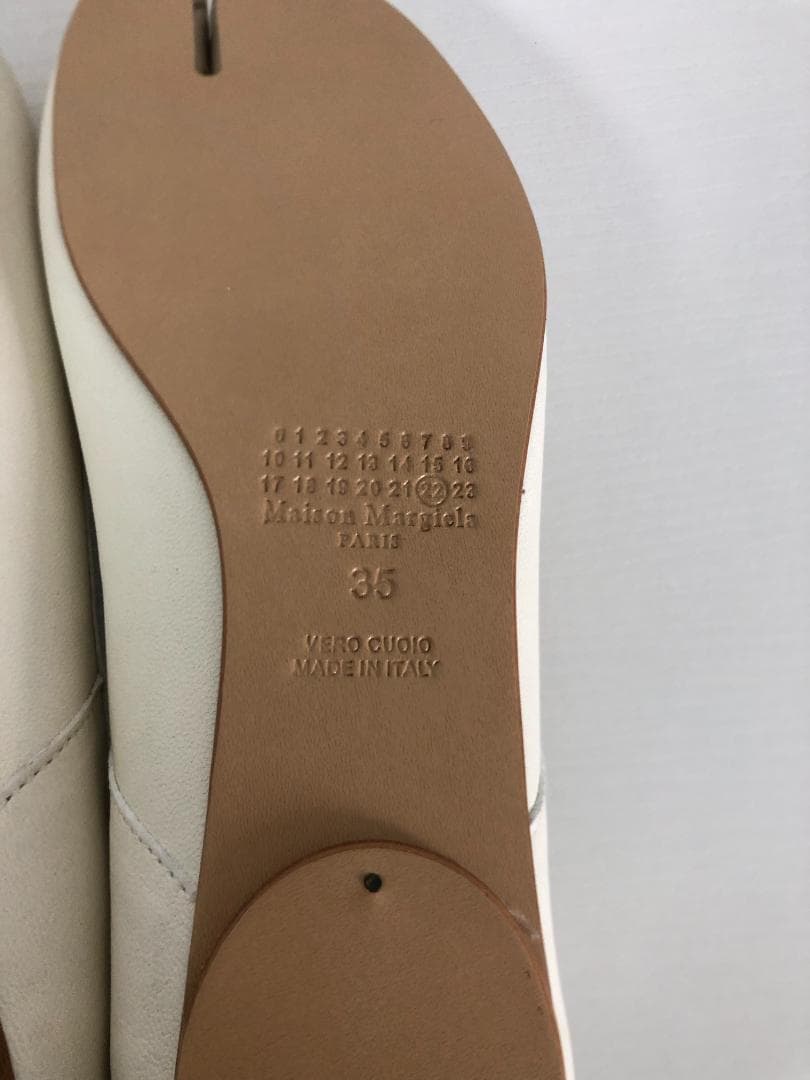 0 1 2 3 4 5 6 7 8 9
10 11 12 13 14 15 16
17 18 19 20 21 22 23
Maison Margiela
PARIS
35
VERO CUOIO
MADE IN ITALY